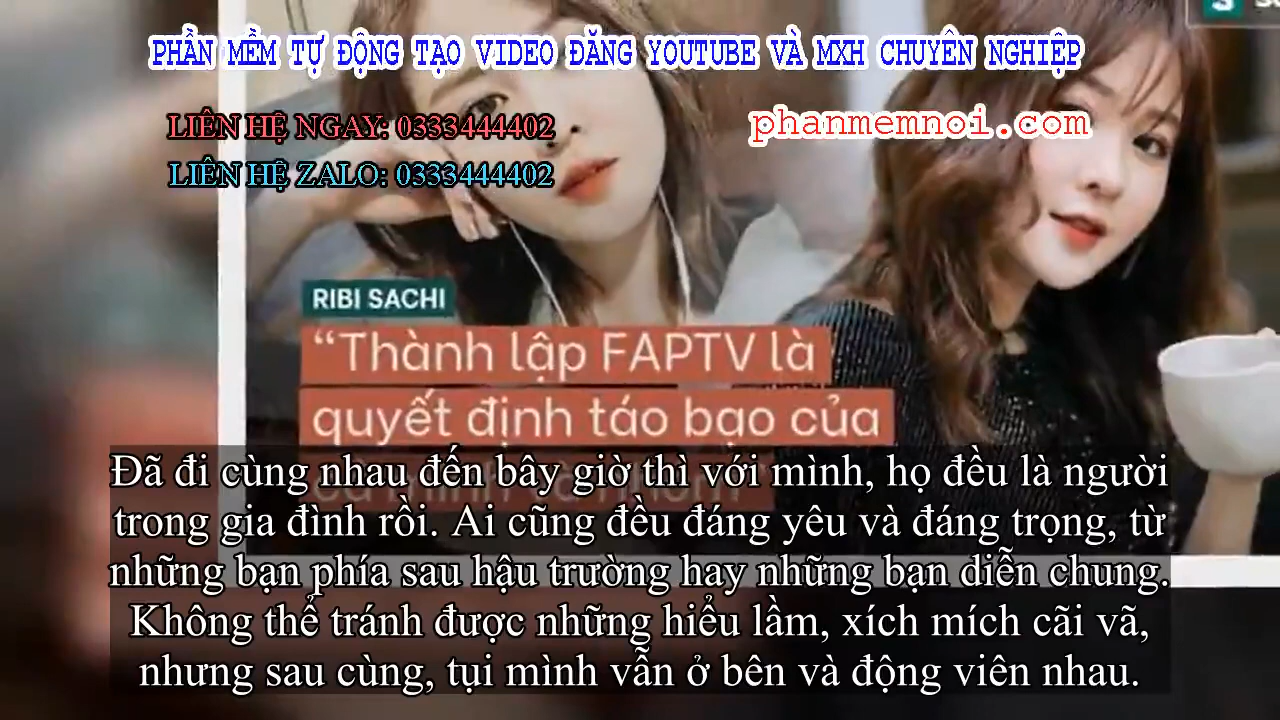 PHẦN MỀM TỰ ĐỘNG TẠO VIDEO ĐĂNG YOUTUBE VÀ MXH CHUYÊN NGHIỆP
LIÊN HỆ NGAY: 0333444402
phanmemnoi.com
LIÊN HỆ ZALO: 0333444402
RIBI SACHI
“Thành lập FAPTV là
quyết định táo bạo của
Đã đi cùng nhau đến bây giờ thì với mình, họ đều là người
trong gia đình rồi. Ai cũng đều đáng yêu và đáng trọng, từ
những bạn phía sau hậu trường hay những bạn diễn chung.
Không thể tránh được những hiểu lầm, xích mích cãi vã,
nhưng sau cùng, tụi mình vẫn ở bên và động viên nhau.